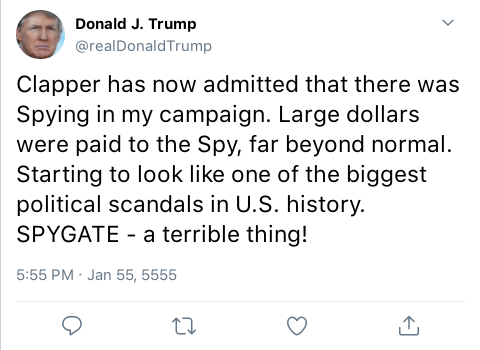 Donald J. Trump
@realDonaldTrump
Clapper has now admitted that there was
Spying in my campaign. Large dollars
were paid to the Spy, far beyond normal.
Starting to look like one of the biggest
political scandals in U.S. history.
SPYGATE - a terrible thing!
5:55 PM · Jan 55, 5555